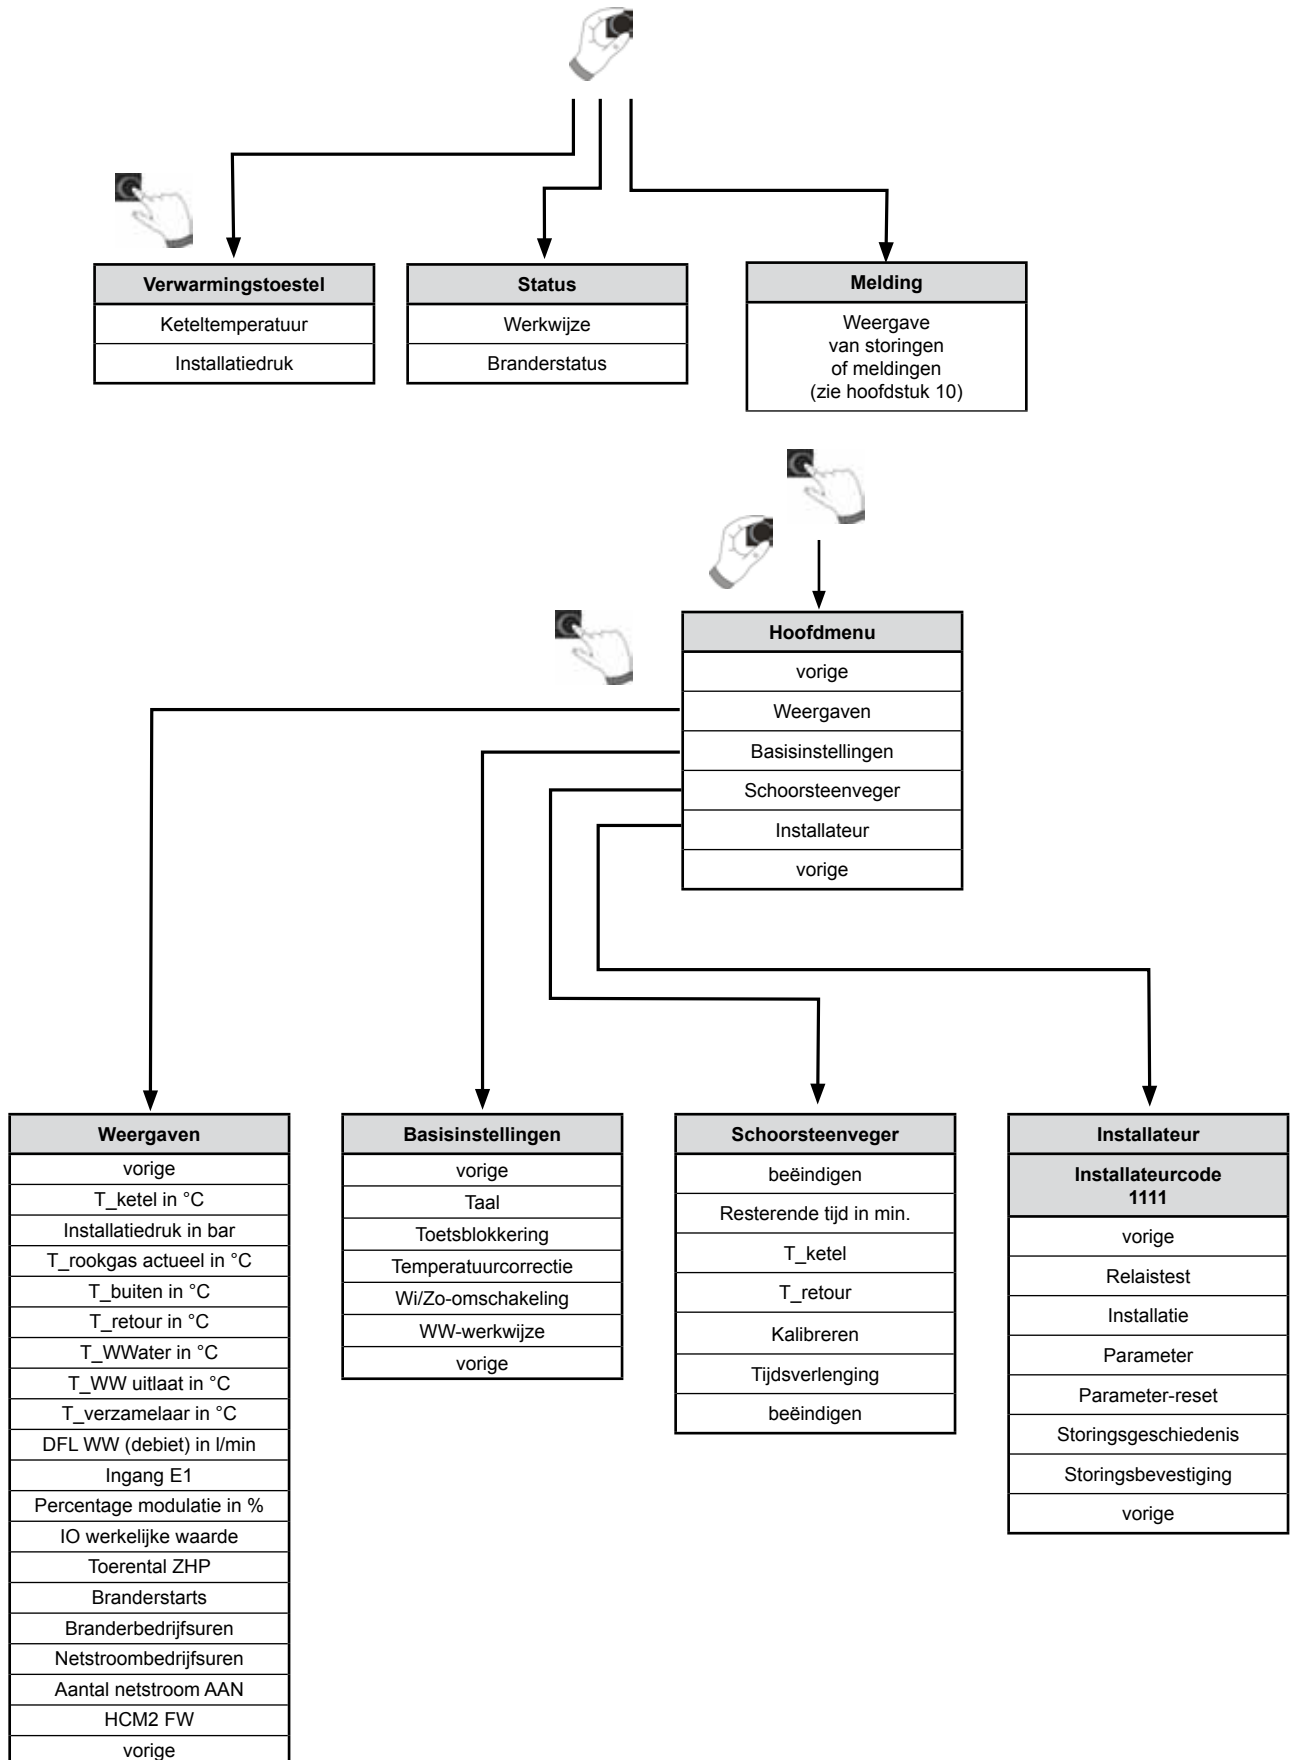 Verwarmingstoestel
Keteltemperatuur
Installatiedruk
Status
Werkwijze
Branderstatus
Melding
Weergave
van storingen
of meldingen
(zie hoofdstuk 10)
Hoofdmenu
vorige
Weergaven
Basisinstellingen
Schoorsteenveger
Installateur
vorige
Weergaven
vorige
T_ketel in °C
Installatiedruk in bar
T_rookgas actueel in °C
T_buiten in °C
T_retour in °C
T_WWater in °C
T_WW uitlaat in °C
T_verzamelaar in °C
DFL WW (debiet) in l/min
Ingang E1
Percentage modulatie in %
IO werkelijke waarde
Toerental ZHP
Branderstarts
Branderbedrijfsuren
Netstroombedrijfsuren
Aantal netstroom AAN
HCM2 FW
vorige
Basisinstellingen
vorige
Taal
Toetsblokkering
Temperatuurcorrectie
Wi/Zo-omschakeling
WW-werkwijze
vorige
Schoorsteenveger
beëindigen
Resterende tijd in min.
T_ketel
T_retour
Kalibreren
Tijdsverlenging
beëindigen
Installateur
Installateurcode
1111
vorige
Relaistest
Installatie
Parameter
Parameter-reset
Storingsgeschiedenis
Storingsbevestiging
vorige